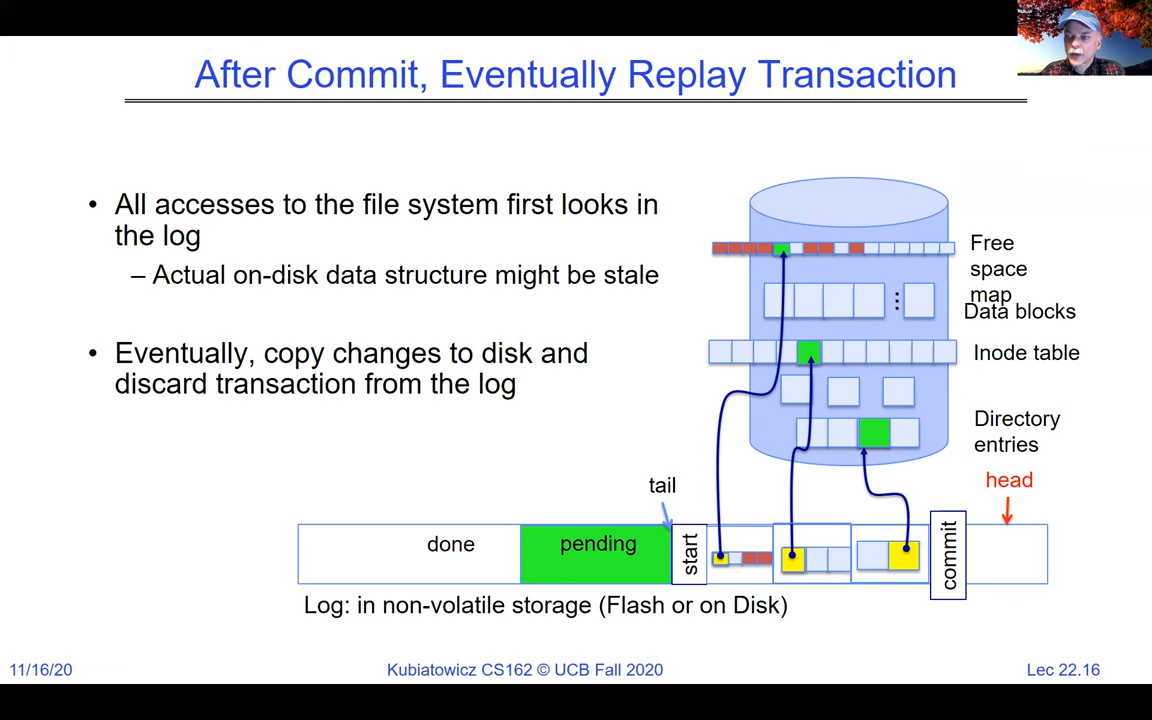 After Commit, Eventually Replay Transaction
• All accesses to the file system first looks in
the log
– Actual on-disk data structure might be stale
• Eventually, copy changes to disk and
discard transaction from the log
Free
space
map
Data blocks
Inode table
Directory
entries
head
tail
done
pending
start
commit
Log: in non-volatile storage (Flash or on Disk)
11/16/20
Kubiatowicz CS162 © UCB Fall 2020
Lec 22.16